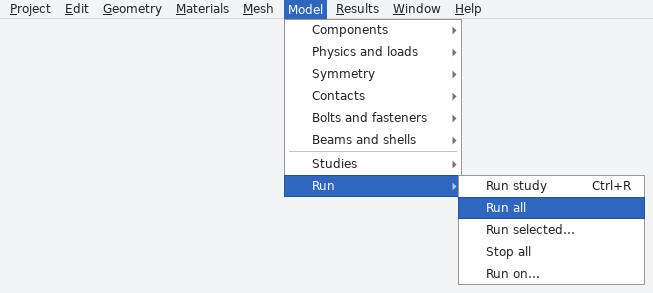 Project Edit Geometry Materials Mesh Model Results Window Help
Components
Physics and loads
Symmetry
Contacts
Bolts and fasteners
Beams and shells
Studies
Run
Run study Ctrl+R
Run all
Run selected...
Stop all
Run on...